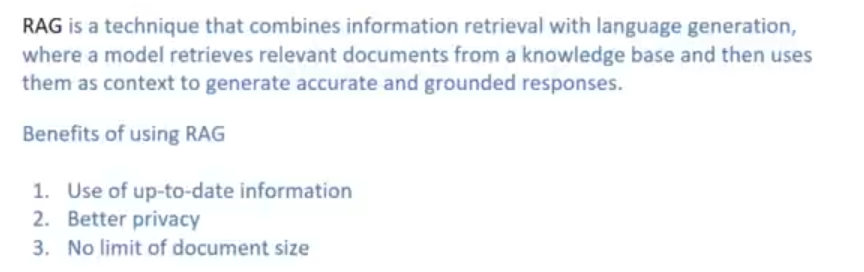 RAG is a technique that combines information retrieval with language generation,
where a model retrieves relevant documents from a knowledge base and then uses
them as context to generate accurate and grounded responses.
Benefits of using RAG
1. Use of up-to-date information
2. Better privacy
3. No limit of document size